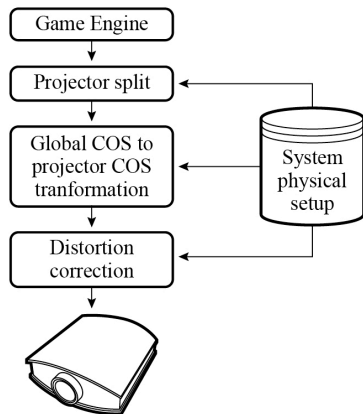 Game Engine
Projector split
Global COS to
projector COS
tranformation
System
physical
setup
Distortion
correction